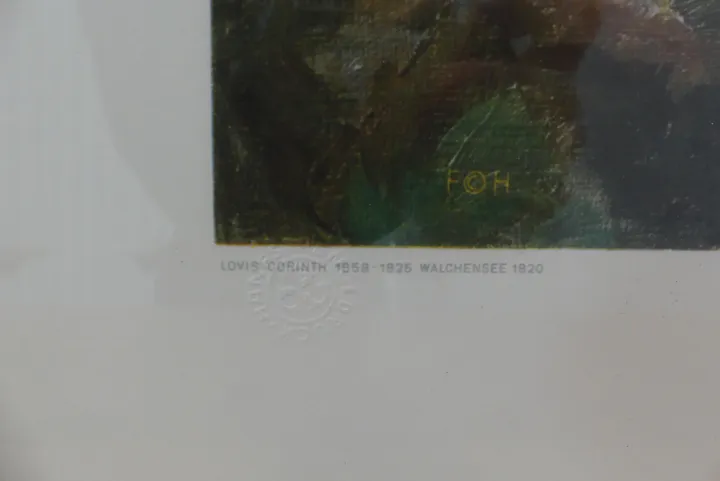 F©H
LOVIS CORINTH 1858-1925 WALCHENSEE 1920